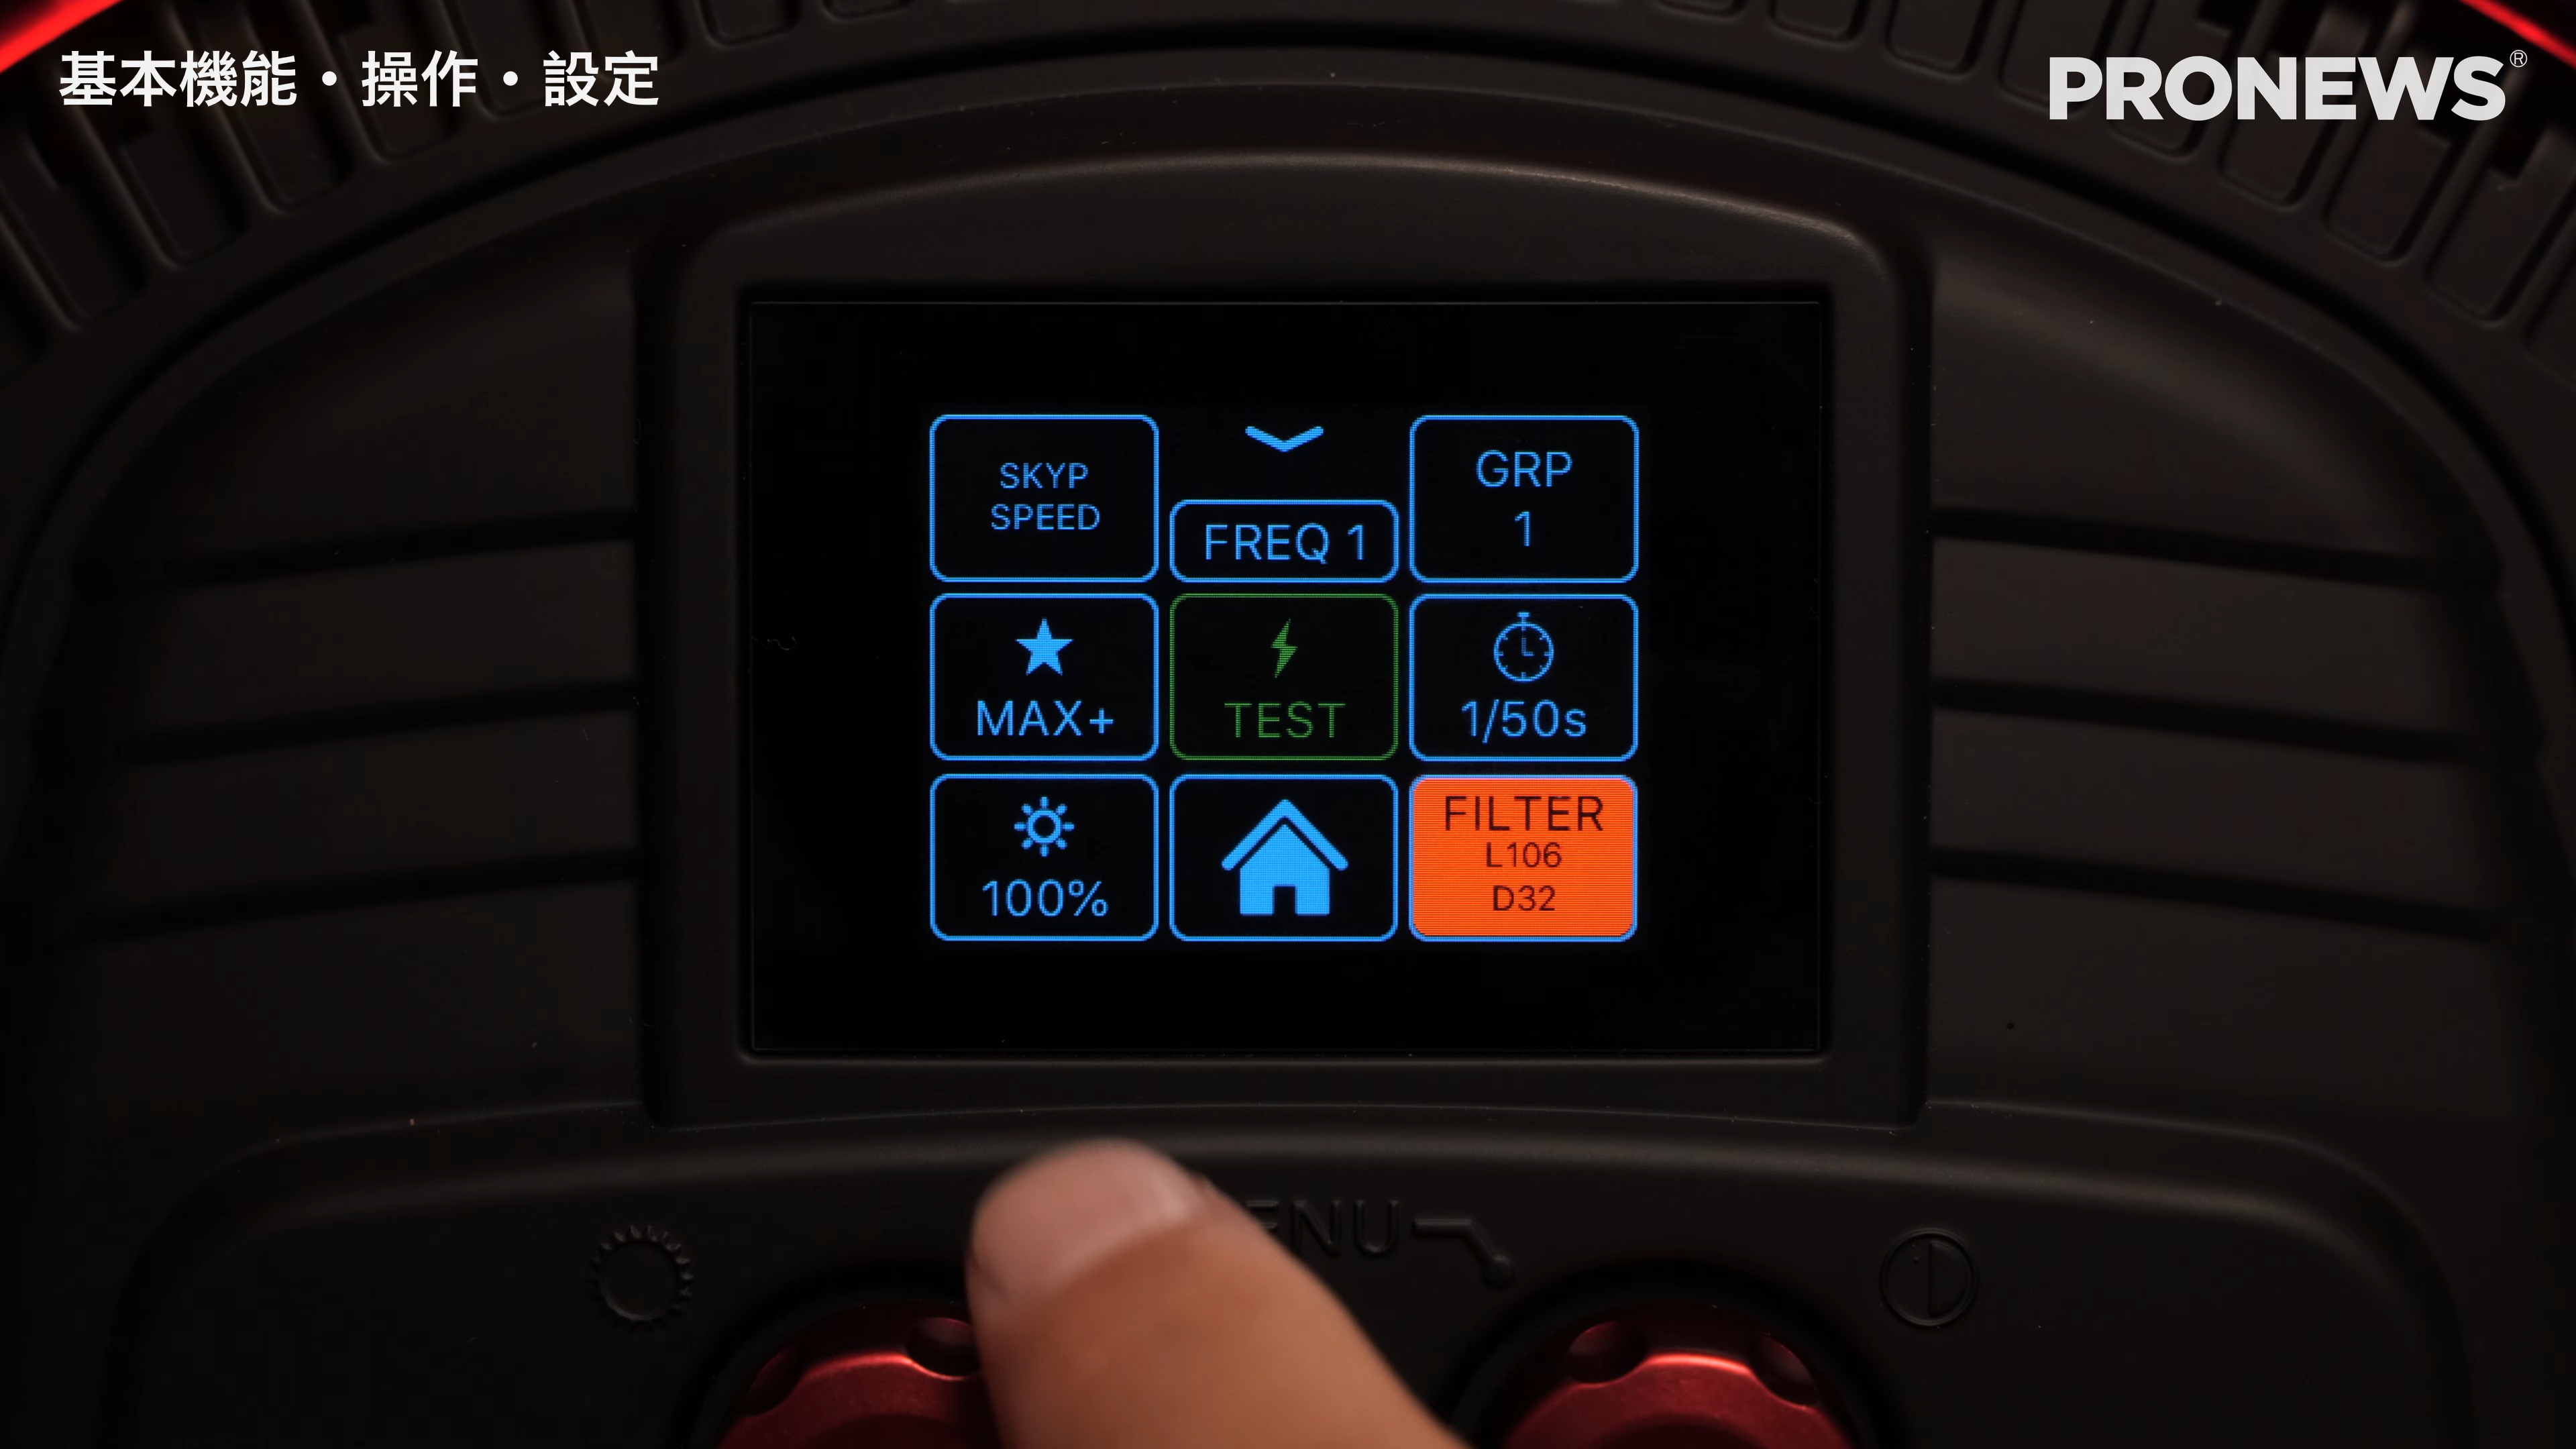 基本機能・操作・設定
PRONEWS®
SKYP
SPEED
FREQ 1
GRP
1
MAX+
TEST
1/50s
100%
FILTER
L106
D32
ENU